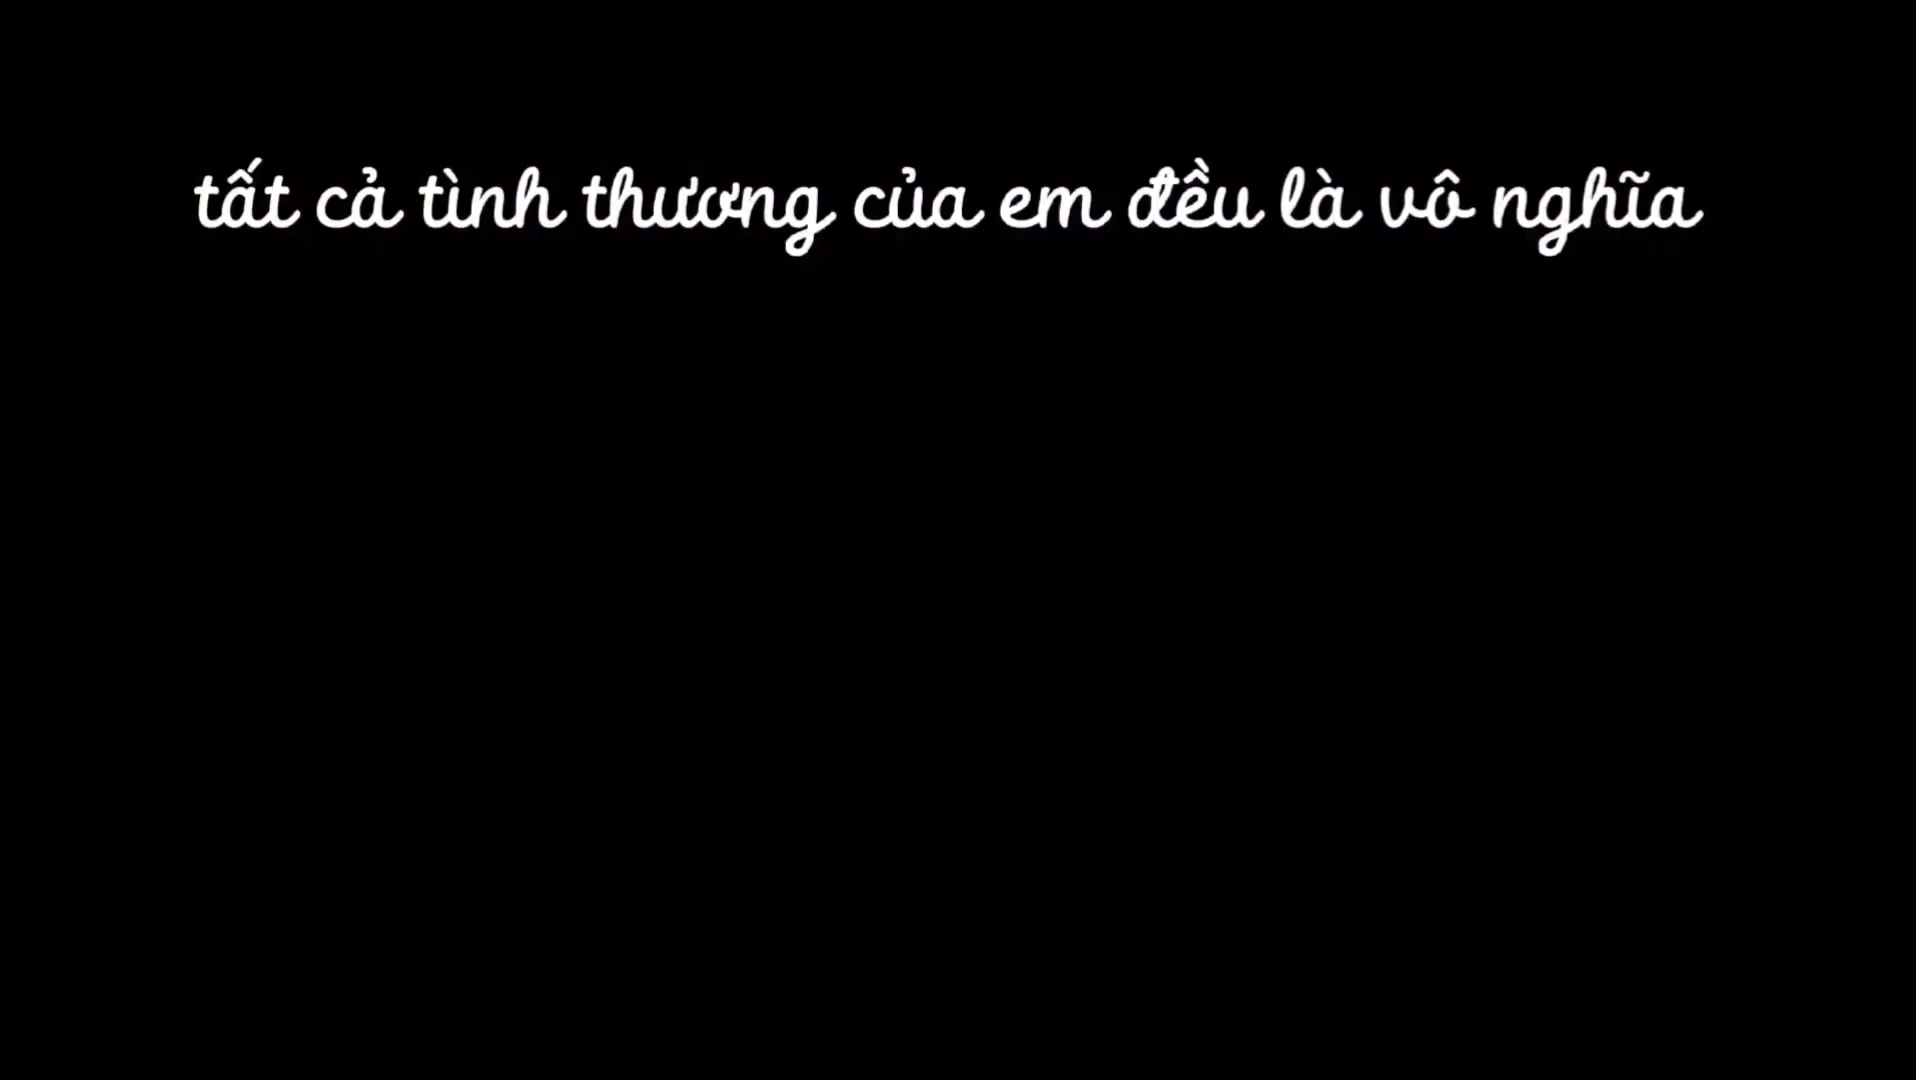 tất cả tình thương của em đều là vô nghĩa